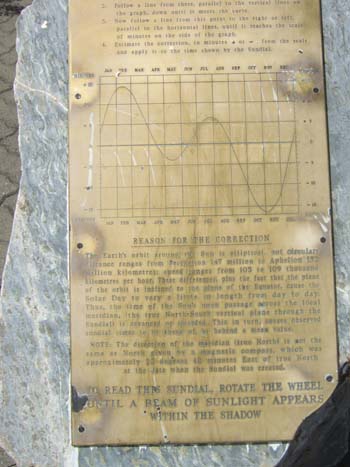 2. Follow a line from there, parallel to the vertical lines on
the graph, down until it meets the curve.
3. Now follow a line from this point to the right or left,
parallel to the horizontal lines, until it reaches the scale
of minutes on the side of the graph.
4. Estimate the correction, in minutes + or - from the scale
and apply it to the time shown by the Sundial.
JAN FEB MAR APR MAY JUN JUL AUG SEP OCT NOV DEC
JAN FEB MAR APR MAY JUN JUL AUG SEP OCT NOV DEC
REASON FOR THE CORRECTION
The Earth's orbit around the Sun is elliptical, not circular:
distance ranges from Perihelion 147 million to Aphelion 152
million kilometres; speed ranges from 105 to 109 thousand
kilometres per hour. These differences, plus the fact that the plane
of the orbit is inclined to the plane of the Equator, cause the
Solar Day to vary a little in length from day to day.
Thus, the time of the Sun's noon passage across the local
meridian, (the true North-South vertical plane through the
Sundial) is advanced or retarded. This in turn, causes observed
sundial time to be ahead of, or behind a mean value.
NOTE: The direction of the meridian (true North) is not the
same as North given by a magnetic compass, which was
approximately degrees minutes East of true North
at the date when the Sundial was created.
TO READ THIS SUNDIAL, ROTATE THE WHEEL
UNTIL A BEAM OF SUNLIGHT APPEARS
WITHIN THE SHADOW